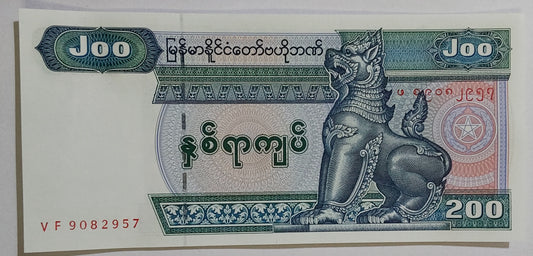 ၂၀၀ မြန်မာနိုင်ငံတော်ဗဟိုဘဏ် ၂၀၀
နှစ်ရာကျပ်
VF 9082957
200